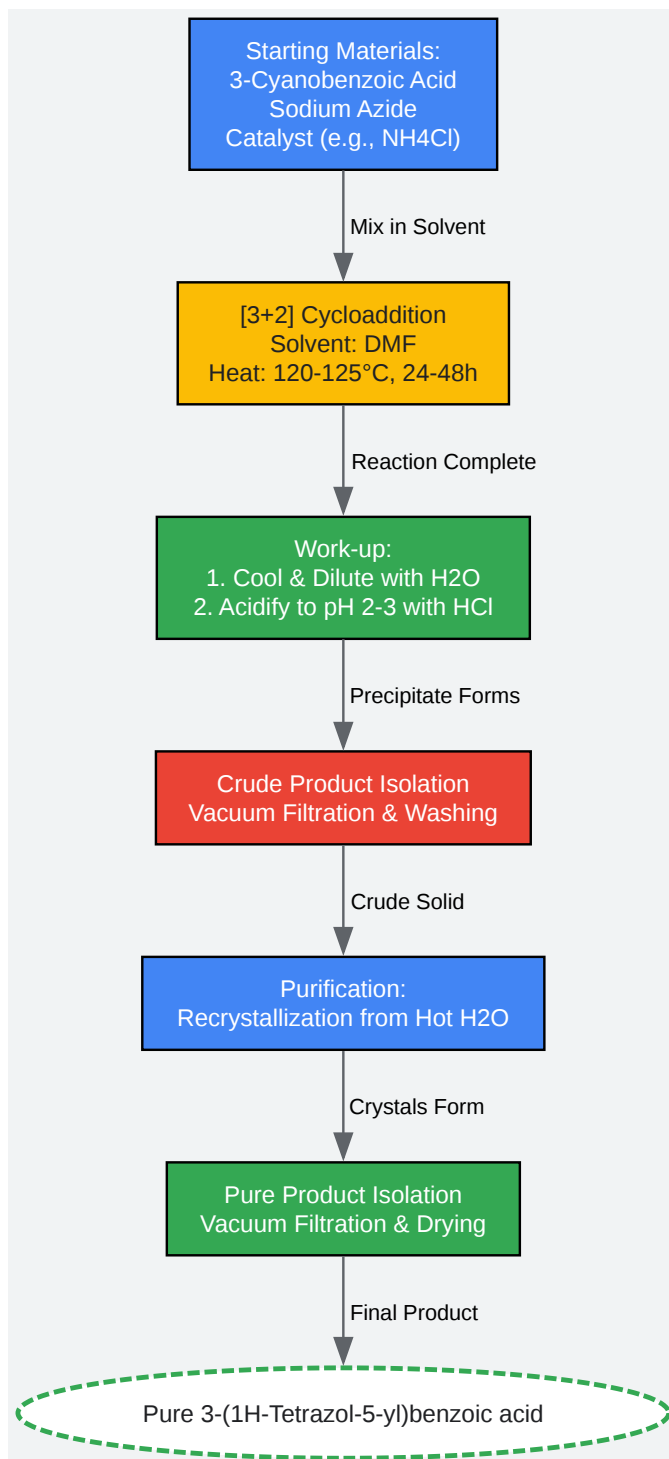 Starting Materials:
3-Cyanobenzoic Acid
Sodium Azide
Catalyst (e.g., NH4Cl)
Mix in Solvent
[3+2] Cycloaddition
Solvent: DMF
Heat: 120-125°C, 24-48h
Reaction Complete
Work-up:
1. Cool & Dilute with H2O
2. Acidify to pH 2-3 with HCl
Precipitate Forms
Crude Product Isolation
Vacuum Filtration & Washing
Crude Solid
Purification:
Recrystallization from Hot H2O
Crystals Form
Pure Product Isolation
Vacuum Filtration & Drying
Final Product
Pure 3-(1H-Tetrazol-5-yl)benzoic acid